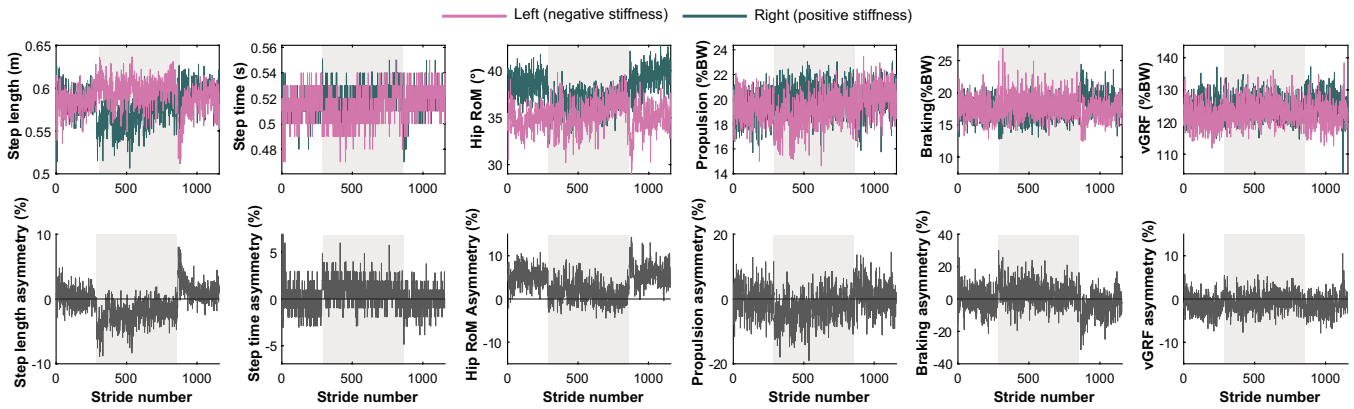 Left (negative stiffness) Right (positive stiffness)
Step length (m)
0.65
0.6
0.55
0.5
0 500 1000
Step time (s)
0.56
0.54
0.52
0.5
0.48
0 500 1000
Hip RoM (°)
40
35
30
0 500 1000
Propulsion (%BW)
24
22
20
18
16
14
0 500 1000
Braking(%BW)
25
20
15
10
0 500 1000
vGRF (%BW)
140
130
120
110
0 500 1000
Step length asymmetry (%)
10
0
-10
0 500 1000
Stride number
Step time asymmetry (%)
5
0
-5
-7
0 500 1000
Stride number
Hip RoM Asymmetry (%)
10
0
-10
0 500 1000
Stride number
Propulsion asymmetry (%)
20
0
-20
0 500 1000
Stride number
Braking asymmetry (%)
40
20
0
-20
-40
0 500 1000
Stride number
vGRF asymmetry (%)
10
0
-10
0 500 1000
Stride number